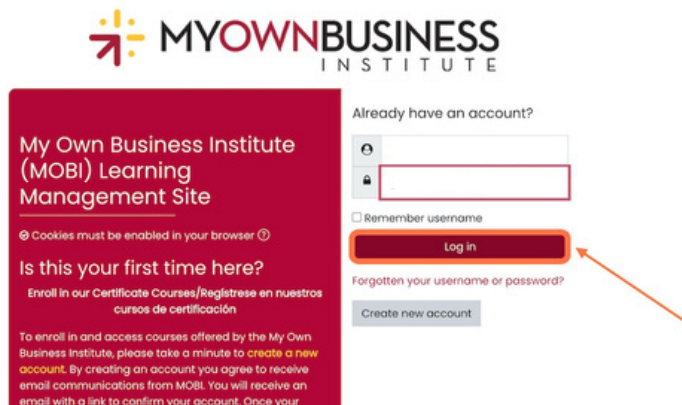 MYOWNBUSINESS
INSTITUTE
My Own Business Institute
(MOBI) Learning
Management Site
Cookies must be enabled in your browser
Is this your first time here?
Enroll in our Certificate Courses/Registrese en nuestros
cursos de certificación
To enroll in and access courses offered by the My Own
Business Institute, please take a minute to create a new
account. By creating an account you agree to receive
email communications from MOBI. You will receive an
email with a link to confirm your account. Once your
Already have an account?
Remember username
Log in
Forgotten your username or password?
Create new account